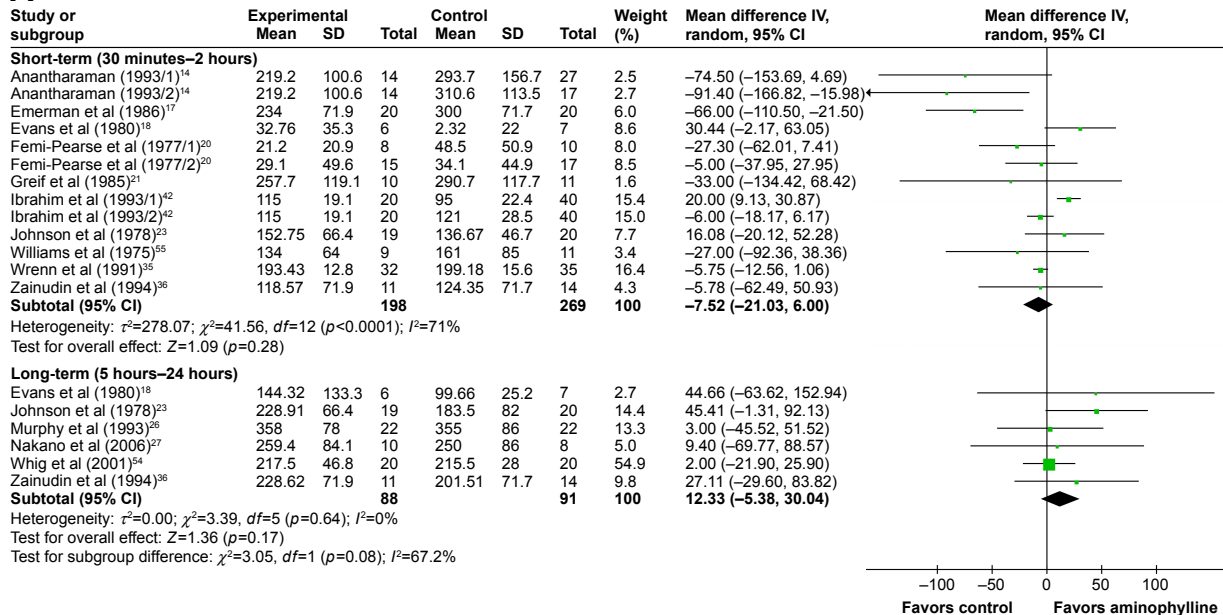 Study or subgroup Experimental Control Weight (%) Mean difference IV, random, 95% CI Mean difference IV, random, 95% CI
Mean SD Total Mean SD Total
Short-term (30 minutes–2 hours)
Anantharaman (1993/1)¹⁴ 219.2 100.6 14 293.7 156.7 27 2.5 –74.50 (–153.69, 4.69)
Anantharaman (1993/2)¹⁴ 219.2 100.6 14 310.6 113.5 17 2.7 –91.40 (–166.82, –15.98)
Emerman et al (1986)¹⁷ 234 71.9 20 300 71.7 20 6.0 –66.00 (–110.50, –21.50)
Evans et al (1980)¹⁸ 32.76 35.3 6 2.32 22 7 8.6 30.44 (–2.17, 63.05)
Femi-Pearse et al (1977/1)²⁰ 21.2 20.9 8 48.5 50.9 10 8.0 –27.30 (–62.01, 7.41)
Femi-Pearse et al (1977/2)²⁰ 29.1 49.6 15 34.1 44.9 17 8.5 –5.00 (–37.95, 27.95)
Greif et al (1985)²¹ 257.7 119.1 10 290.7 117.7 11 1.6 –33.00 (–134.42, 68.42)
Ibrahim et al (1993/1)⁴² 115 19.1 20 95 22.4 40 15.4 20.00 (9.13, 30.87)
Ibrahim et al (1993/2)⁴² 115 19.1 20 121 28.5 40 15.0 –6.00 (–18.17, 6.17)
Johnson et al (1978)²³ 152.75 66.4 19 136.67 46.7 20 7.7 16.08 (–20.12, 52.28)
Williams et al (1975)⁵⁵ 134 64 9 161 85 11 3.4 –27.00 (–92.36, 38.36)
Wrenn et al (1991)³⁵ 193.43 12.8 32 199.18 15.6 35 16.4 –5.75 (–12.56, 1.06)
Zainudin et al (1994)³⁶ 118.57 71.9 11 124.35 71.7 14 4.3 –5.78 (–62.49, 50.93)
Subtotal (95% CI) 198 269 100 –7.52 (–21.03, 6.00)
Heterogeneity: τ²=278.07; χ²=41.56, df=12 (p<0.0001); I²=71%
Test for overall effect: Z=1.09 (p=0.28)
Long-term (5 hours–24 hours)
Evans et al (1980)¹⁸ 144.32 133.3 6 99.66 25.2 7 2.7 44.66 (–63.62, 152.94)
Johnson et al (1978)²³ 228.91 66.4 19 183.5 82 20 14.4 45.41 (–1.31, 92.13)
Murphy et al (1993)²⁶ 358 78 22 355 86 22 13.3 3.00 (–45.52, 51.52)
Nakano et al (2006)²⁷ 259.4 84.1 10 250 86 8 5.0 9.40 (–69.77, 88.57)
Whig et al (2001)⁵⁴ 217.5 46.8 20 215.5 28 20 54.9 2.00 (–21.90, 25.90)
Zainudin et al (1994)³⁶ 228.62 71.9 11 201.51 71.7 14 9.8 27.11 (–29.60, 83.82)
Subtotal (95% CI) 88 91 100 12.33 (–5.38, 30.04)
Heterogeneity: τ²=0.00; χ²=3.39, df=5 (p=0.64); I²=0%
Test for overall effect: Z=1.36 (p=0.17)
Test for subgroup difference: χ²=3.05, df=1 (p=0.08); I²=67.2%
–100 –50 0 50 100
Favors control Favors aminophylline